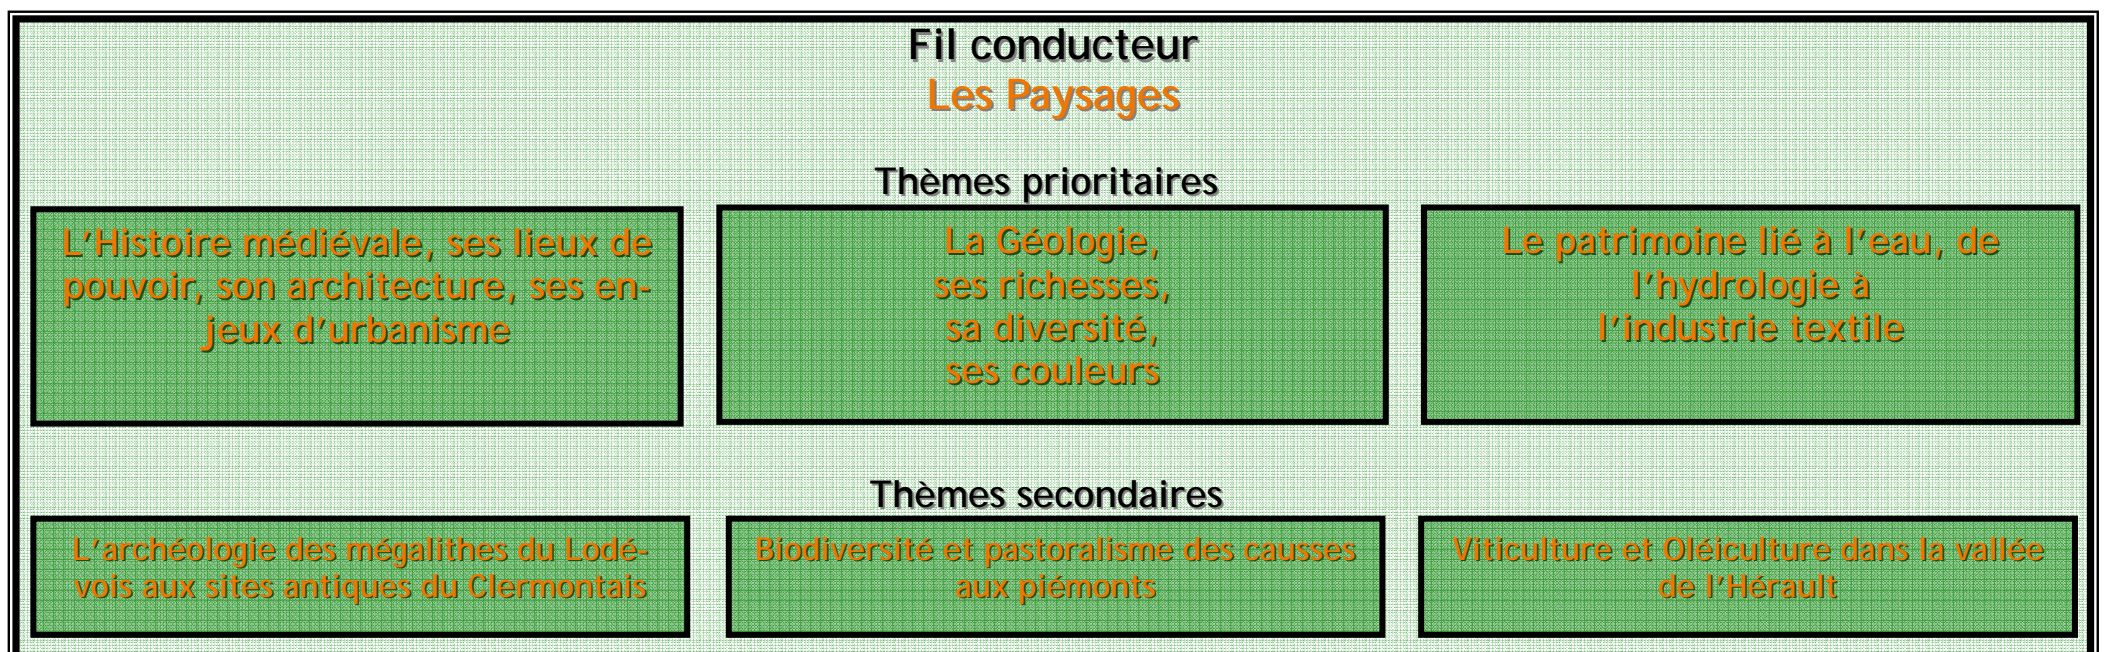 Fil conducteur
Les Paysages
Thèmes prioritaires
L'Histoire médiévale, ses lieux de
pouvoir, son architecture, ses en-
jeux d'urbanisme
La Géologie,
ses richesses,
sa diversité,
ses couleurs
Le patrimoine lié à l'eau, de
l'hydrologie à
l'industrie textile
Thèmes secondaires
L'archéologie des mégalithes du Lodé-
vois aux sites antiques du Clermontais
Biodiversité et pastoralisme des causses
aux piémonts
Viticulture et Oléiculture dans la vallée
de l'Hérault